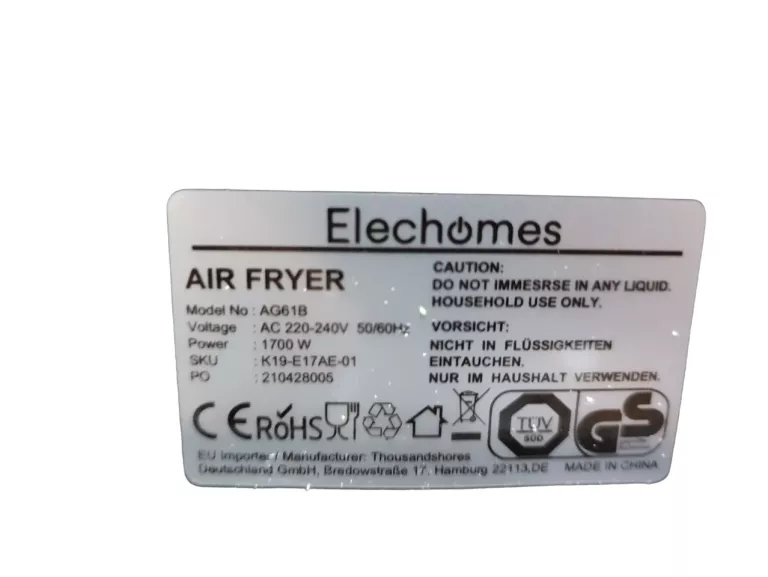 Elechomes
AIR FRYER
Model No : AG61B
Voltage : AC 220-240V 50/60Hz
Power : 1700 W
SKU : K19-E17AE-01
PO : 210428005
CAUTION:
DO NOT IMMESRSE IN ANY LIQUID.
HOUSEHOLD USE ONLY.
VORSICHT:
NICHT IN FLÜSSIGKEITEN
EINTAUCHEN.
NUR IM HAUSHALT VERWENDEN.
CE RoHS
TÜV
SÜD
GS
EU Importer / Manufacturer: Thousandshores
Deutschland GmbH, Bredowstraße 17, Hamburg 22113,DE
MADE IN CHINA